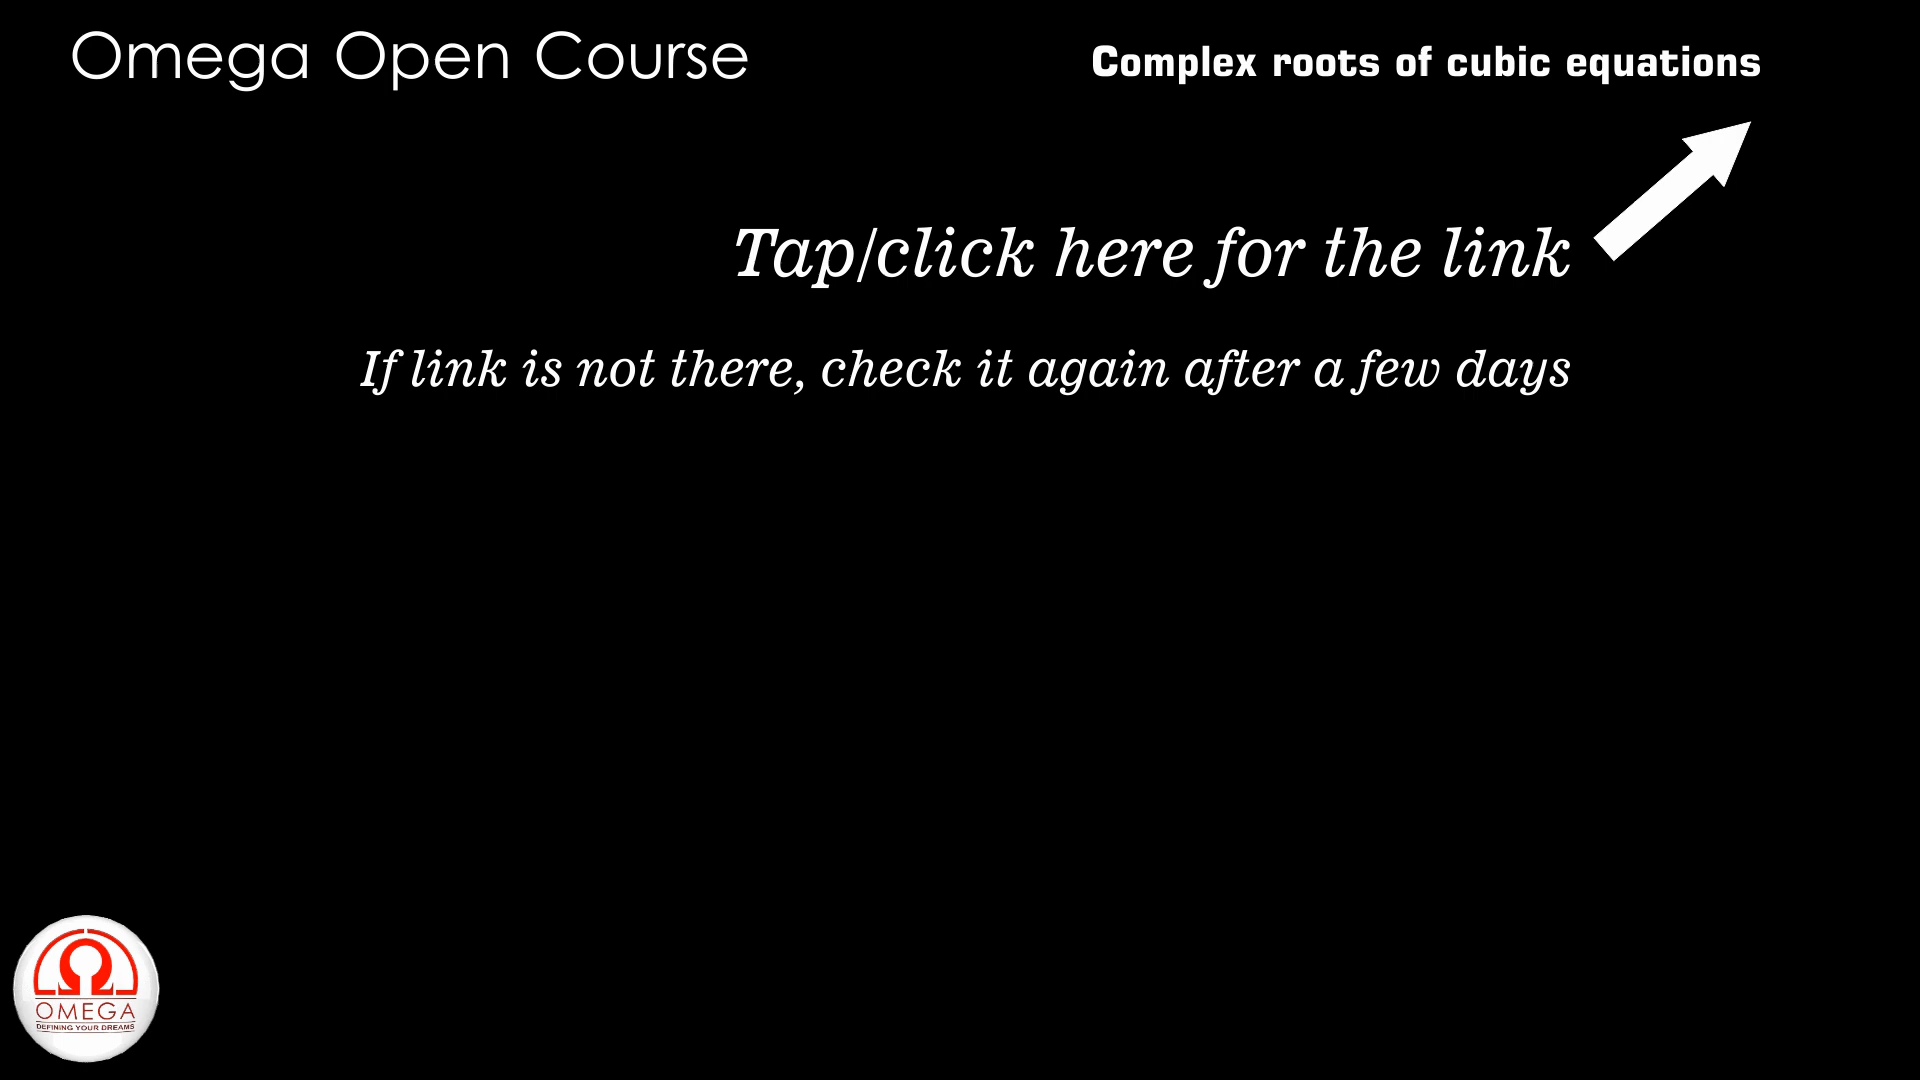 Omega Open Course
Complex roots of cubic equations
Tap/click here for the link
If link is not there, check it again after a few days
Ω
OMEGA
DEFINING YOUR DREAMS